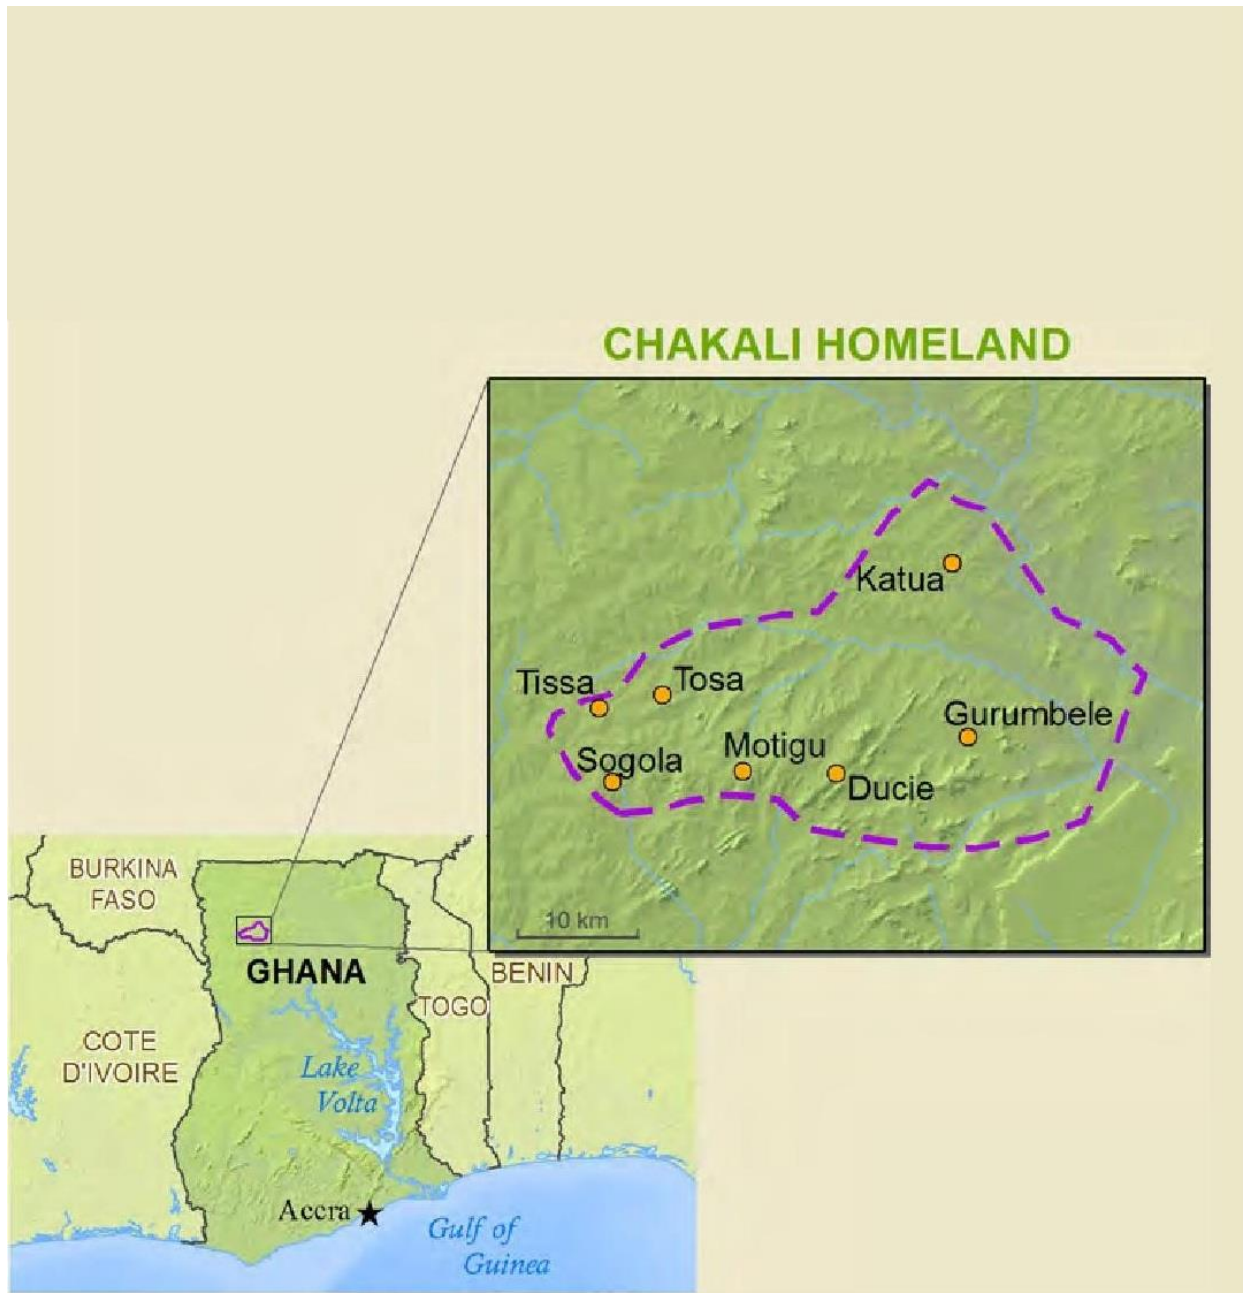 CHAKALI HOMELAND
Katua
Tissa
Tosa
Gurumbele
Sogola
Motigu
Ducie
10 km
BURKINA
FASO
GHANA
BENIN
TOGO
COTE
D'IVOIRE
Lake
Volta
Accra
Gulf of
Guinea